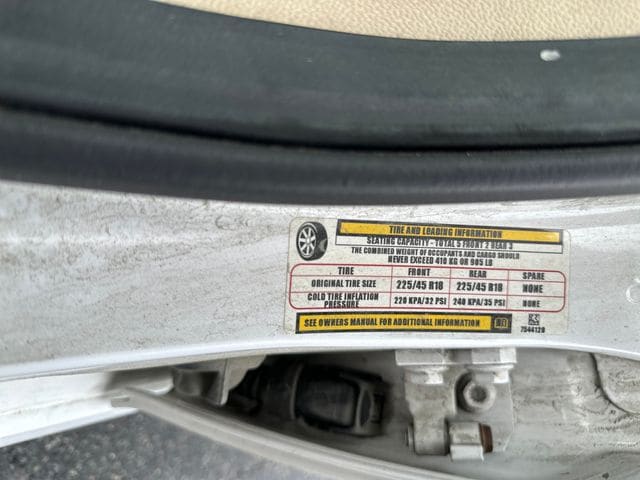 TIRE AND LOADING INFORMATION
SEATING CAPACITY - TOTAL 5 FRONT 2 REAR 3
THE COMBINED WEIGHT OF OCCUPANTS AND CARGO SHOULD
NEVER EXCEED 410 KG OR 905 LB
TIRE FRONT REAR SPARE
ORIGINAL TIRE SIZE 225/45 R18 225/45 R18 NONE
COLD TIRE INFLATION
PRESSURE 220 KPA/32 PSI 240 KPA/35 PSI NONE
SEE OWNERS MANUAL FOR ADDITIONAL INFORMATION
7544120